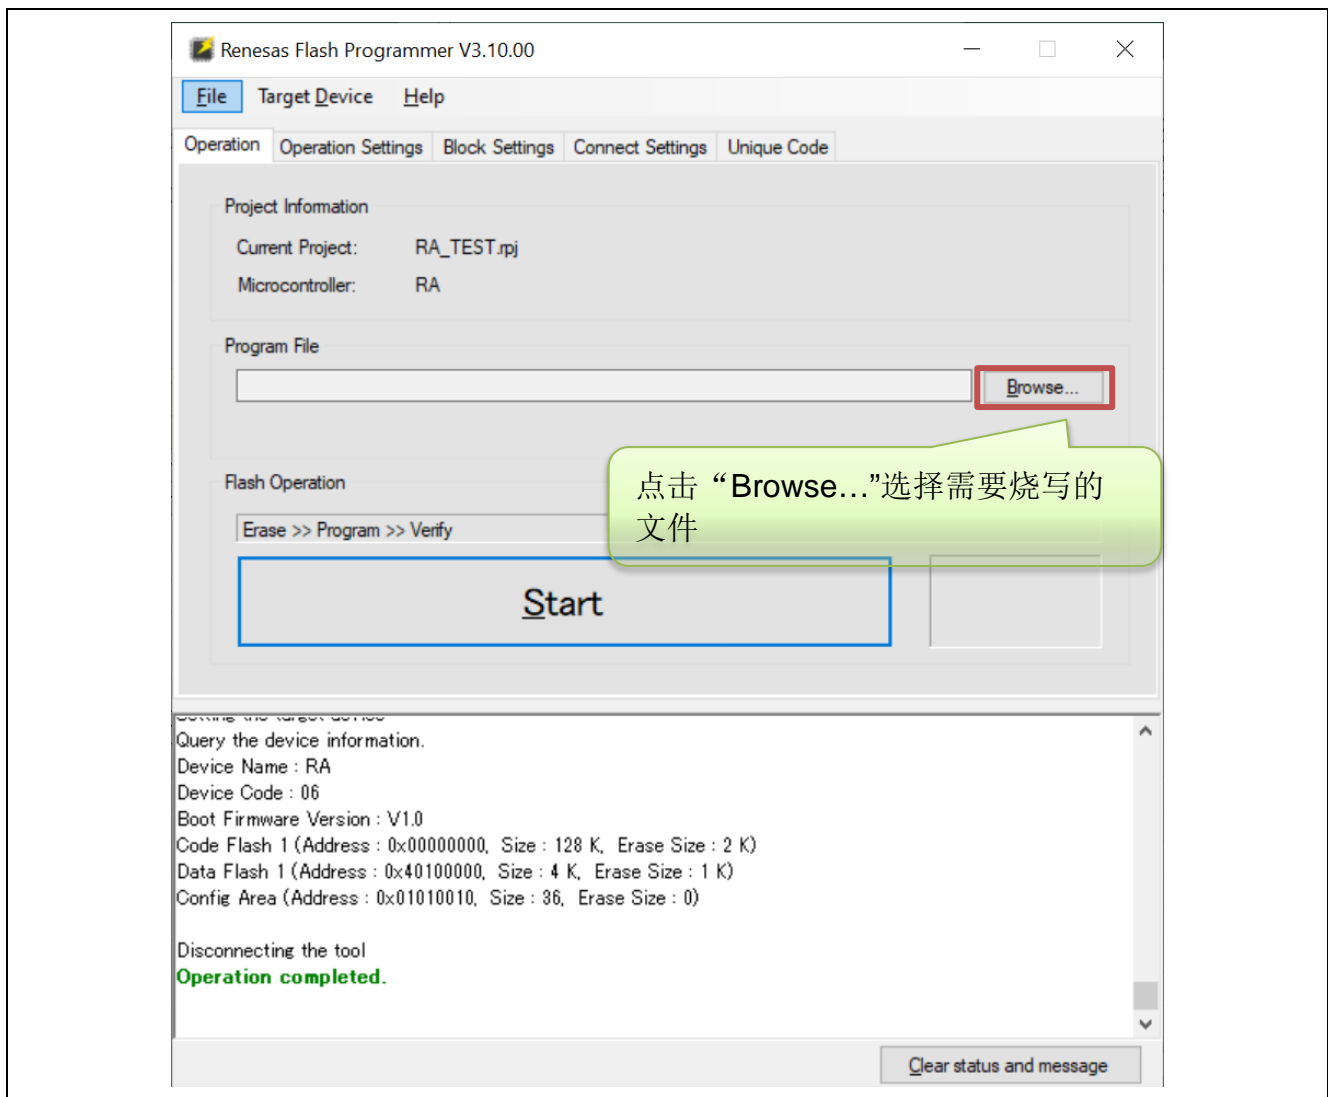 Renesas Flash Programmer V3.10.00
File Target Device Help
Operation Operation Settings Block Settings Connect Settings Unique Code
Project Information
Current Project: RA_TEST.rpj
Microcontroller: RA
Program File
Browse...
点击“Browse…”选择需要烧写的
文件
Flash Operation
Erase >> Program >> Verify
Start
Setting the target device
Query the device information.
Device Name : RA
Device Code : 06
Boot Firmware Version : V1.0
Code Flash 1 (Address : 0x00000000, Size : 128 K, Erase Size : 2 K)
Data Flash 1 (Address : 0x40100000, Size : 4 K, Erase Size : 1 K)
Config Area (Address : 0x01010010, Size : 36, Erase Size : 0)
Disconnecting the tool
Operation completed.
Clear status and message